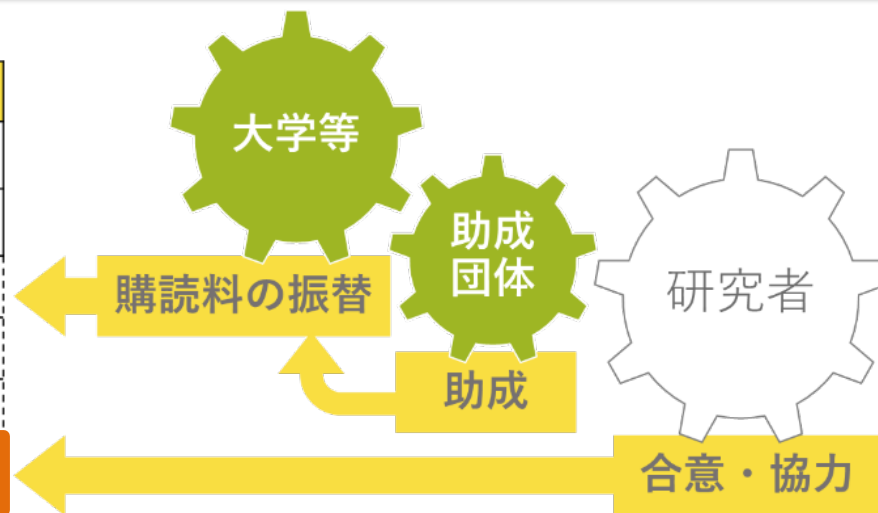 大学等
助成
団体
研究者
購読料の振替
助成
合意・協力